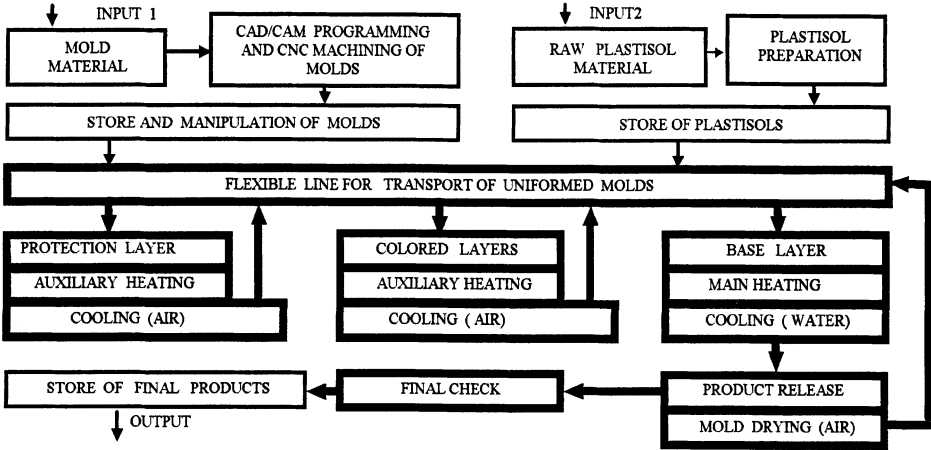 INPUT 1
MOLD
MATERIAL
CAD/CAM PROGRAMMING
AND CNC MACHINING OF
MOLDS
INPUT2
RAW PLASTISOL
MATERIAL
PLASTISOL
PREPARATION
STORE AND MANIPULATION OF MOLDS
STORE OF PLASTISOLS
FLEXIBLE LINE FOR TRANSPORT OF UNIFORMED MOLDS
PROTECTION LAYER
AUXILIARY HEATING
COOLING (AIR)
COLORED LAYERS
AUXILIARY HEATING
COOLING ( AIR)
BASE LAYER
MAIN HEATING
COOLING ( WATER)
STORE OF FINAL PRODUCTS
FINAL CHECK
PRODUCT RELEASE
MOLD DRYING (AIR)
OUTPUT